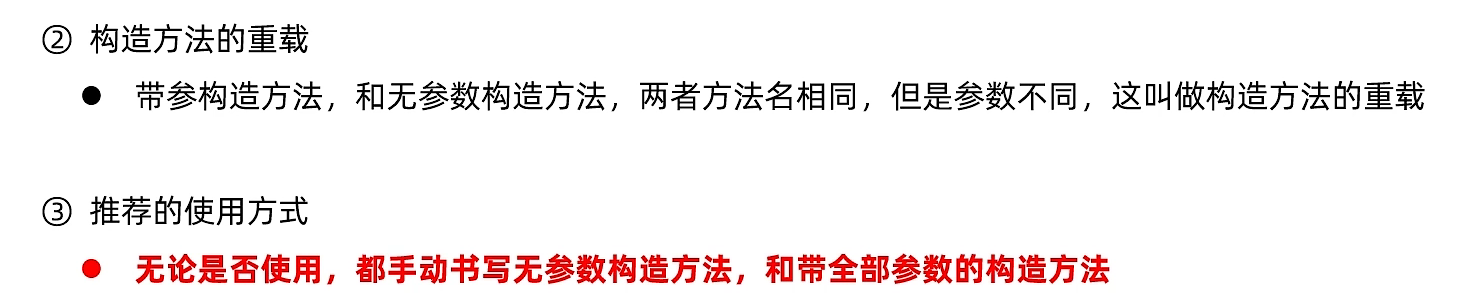 ② 构造方法的重载
● 带参构造方法，和无参数构造方法，两者方法名相同，但是参数不同，这叫做构造方法的重载
③ 推荐的使用方式
● 无论是否使用，都手动书写无参数构造方法，和带全部参数的构造方法